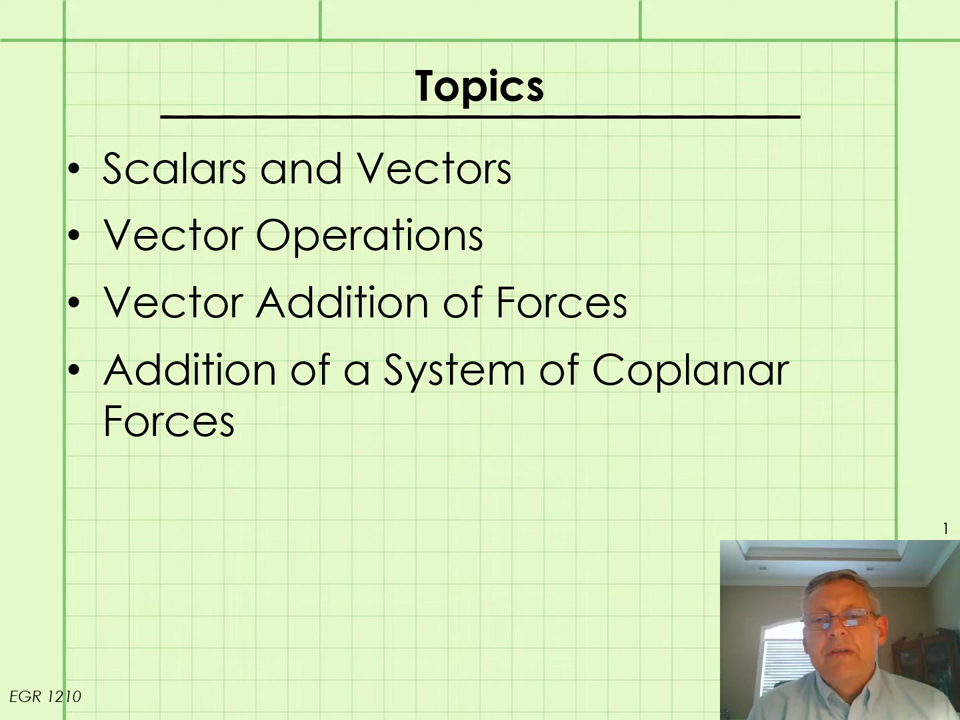 Topics
• Scalars and Vectors
• Vector Operations
• Vector Addition of Forces
• Addition of a System of Coplanar
Forces
1
EGR 1210